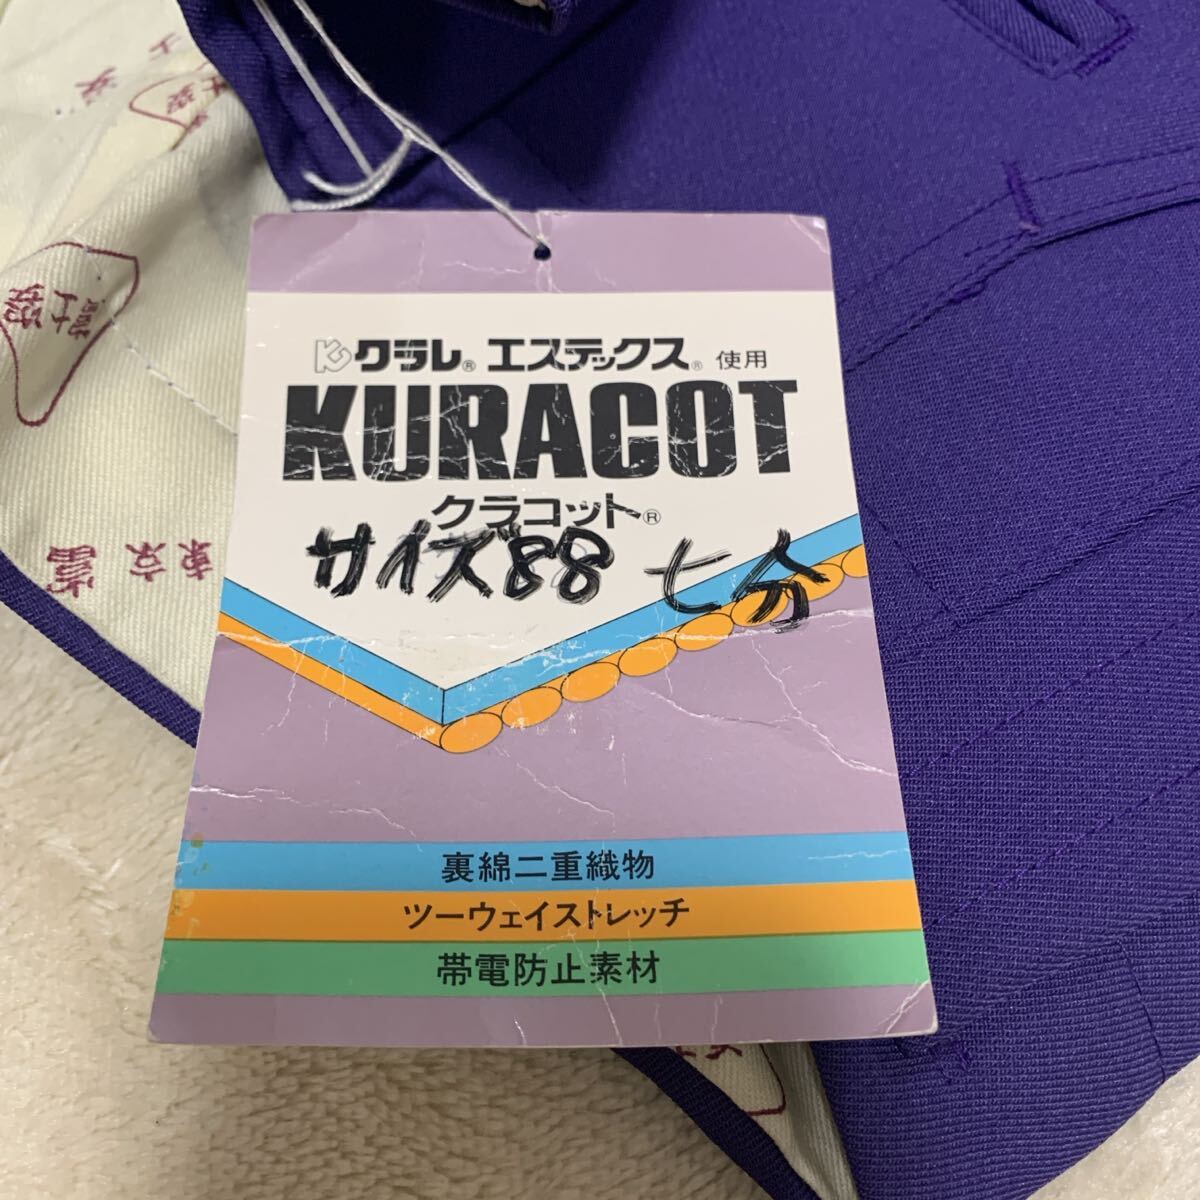 クラレ® エステックス® 使用
KURACOT
クラコット®
サイズ88 七分
裏綿二重織物
ツーウェイストレッチ
帯電防止素材
東京